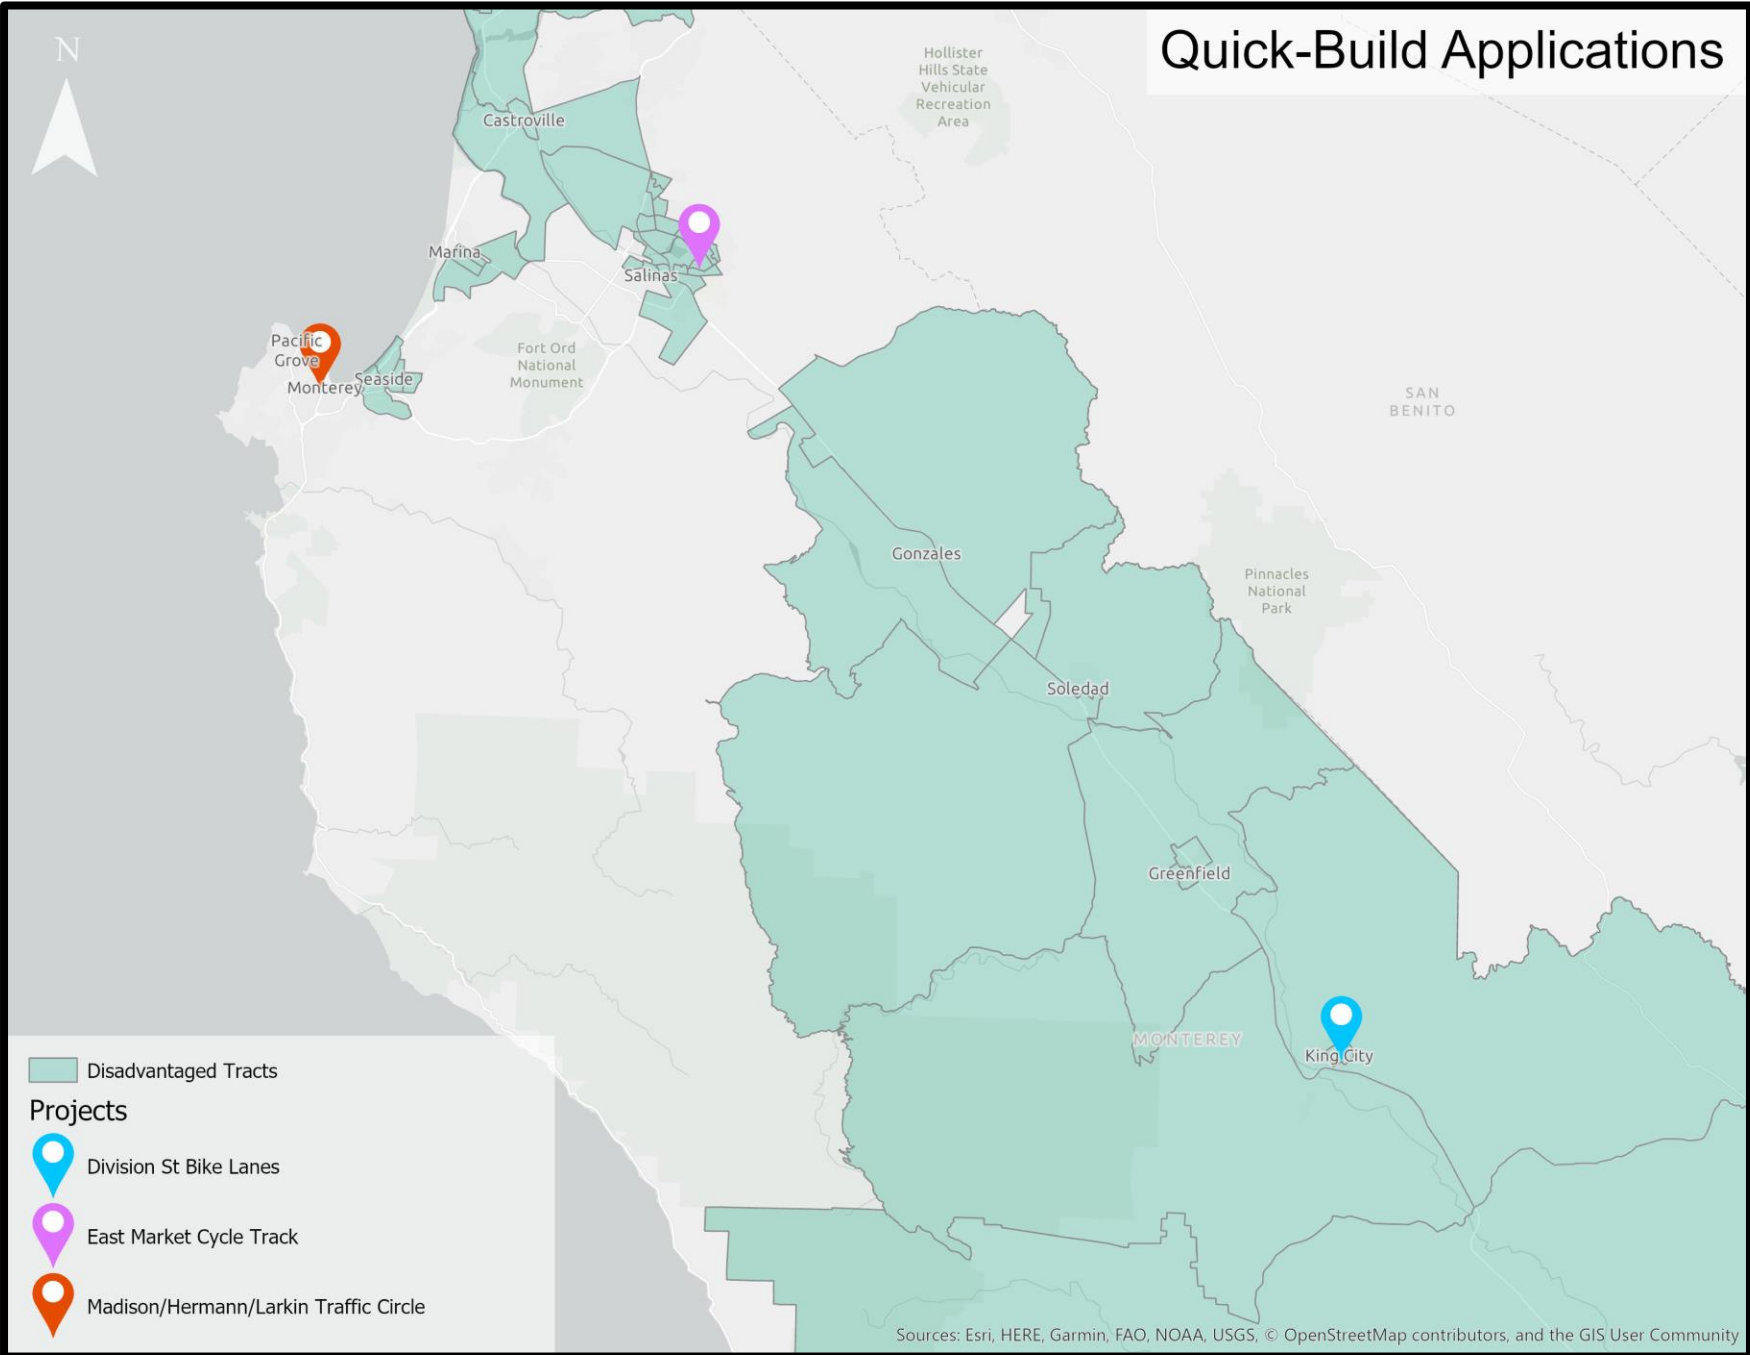 Quick-Build Applications
N
Hollister
Hills State
Vehicular
Recreation
Area
Castroville
Marina
Salinas
Pacific
Grove
Monterey
Seaside
Fort Ord
National
Monument
SAN
BENITO
Gonzales
Pinnacles
National
Park
Soledad
Greenfield
MONTEREY
King City
Disadvantaged Tracts
Projects
Division St Bike Lanes
East Market Cycle Track
Madison/Hermann/Larkin Traffic Circle
Sources: Esri, HERE, Garmin, FAO, NOAA, USGS, © OpenStreetMap contributors, and the GIS User Community